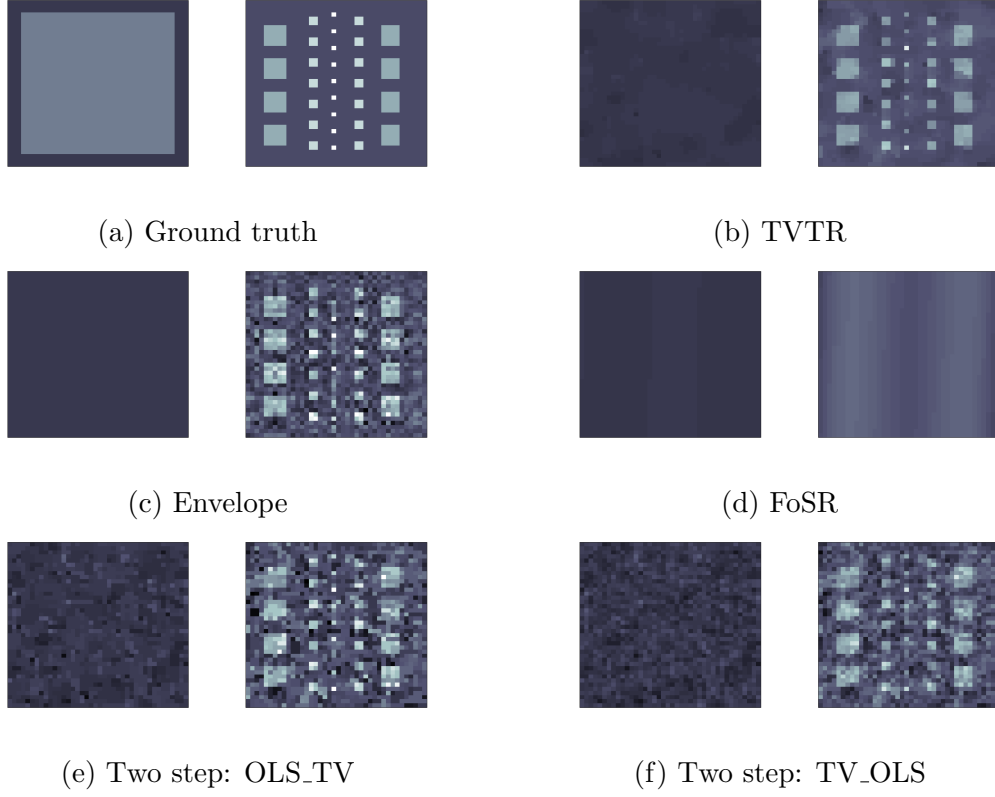 (a) Ground truth
(b) TVTR
(c) Envelope
(d) FoSR
(e) Two step: OLS_TV
(f) Two step: TV_OLS